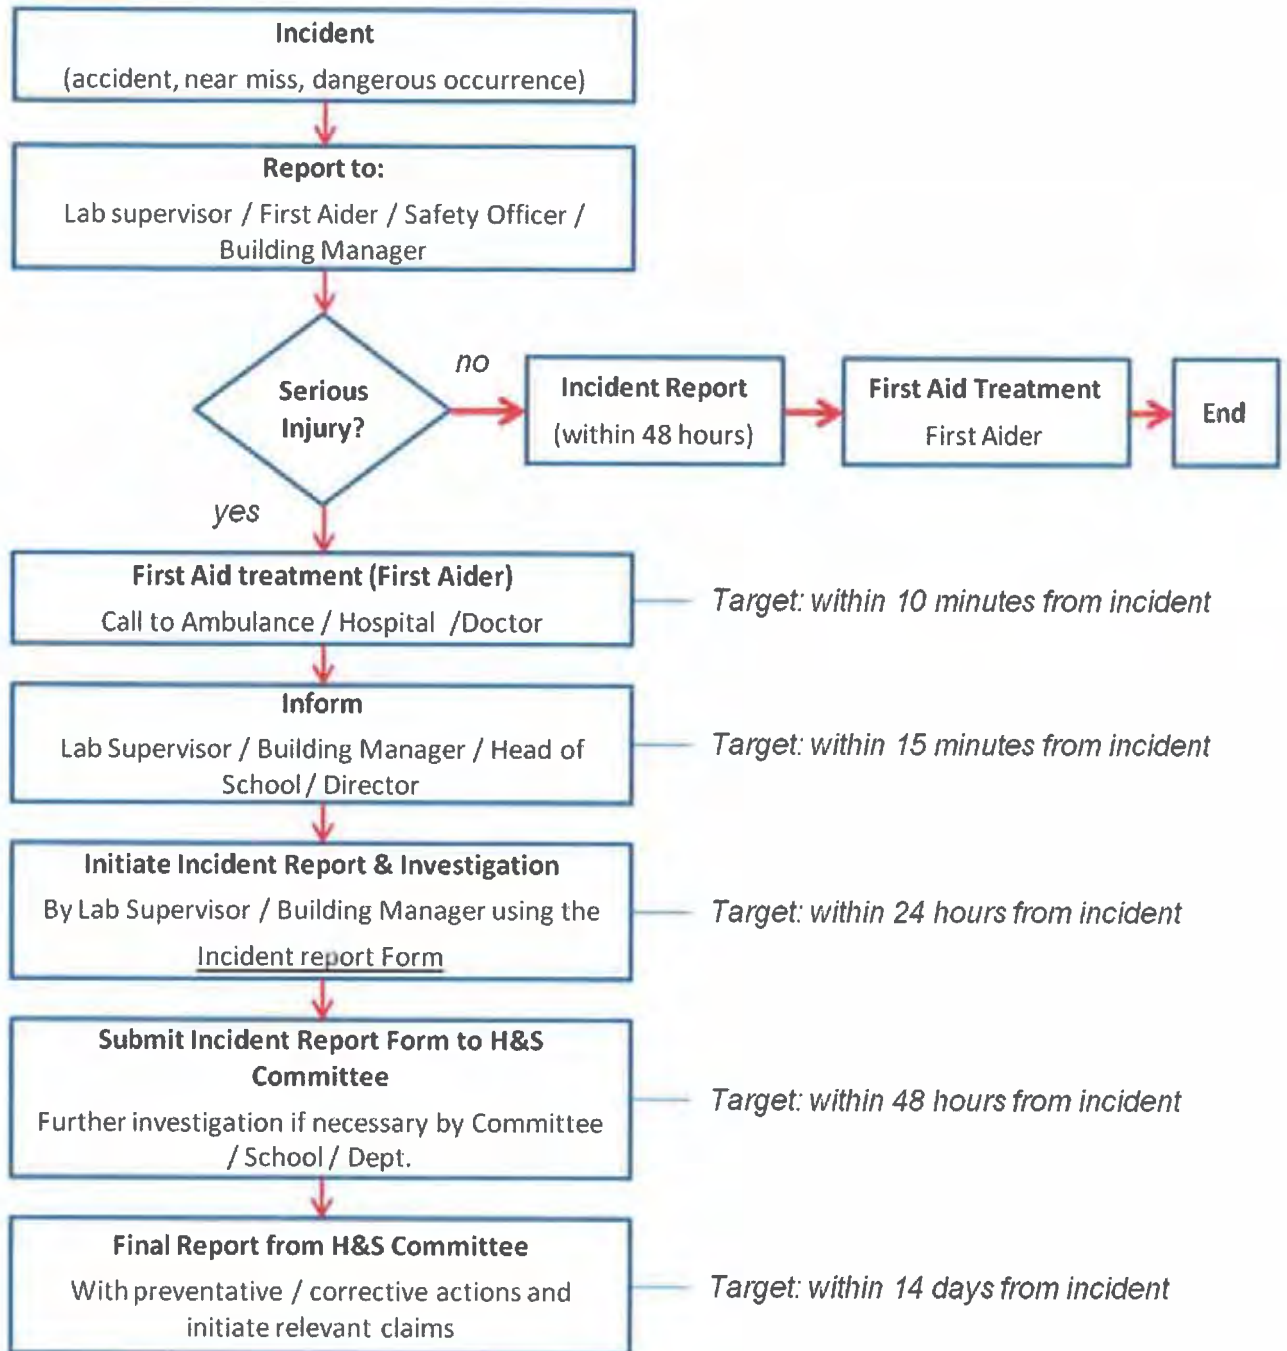 Incident
(accident, near miss, dangerous occurrence)
Report to:
Lab supervisor / First Aider / Safety Officer /
Building Manager
Serious
Injury?
no
Incident Report
(within 48 hours)
First Aid Treatment
First Aider
End
yes
First Aid treatment (First Aider)
Call to Ambulance / Hospital /Doctor
Target: within 10 minutes from incident
Inform
Lab Supervisor / Building Manager / Head of
School / Director
Target: within 15 minutes from incident
Initiate Incident Report & Investigation
By Lab Supervisor / Building Manager using the
Incident report Form
Target: within 24 hours from incident
Submit Incident Report Form to H&S
Committee
Further investigation if necessary by Committee
/ School / Dept.
Target: within 48 hours from incident
Final Report from H&S Committee
With preventative / corrective actions and
initiate relevant claims
Target: within 14 days from incident